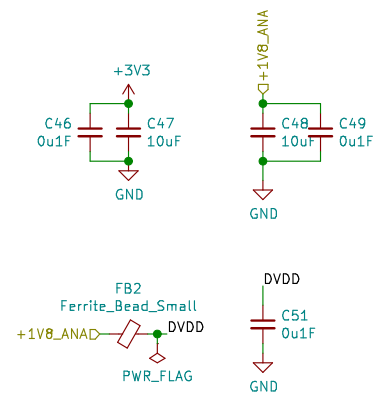 +1V8_ANA
+3V3
C46
0u1F
C47
10uF
C48
10uF
C49
0u1F
GND
GND
FB2
Ferrite_Bead_Small
+1V8_ANA
DVDD
PWR_FLAG
DVDD
C51
0u1F
GND